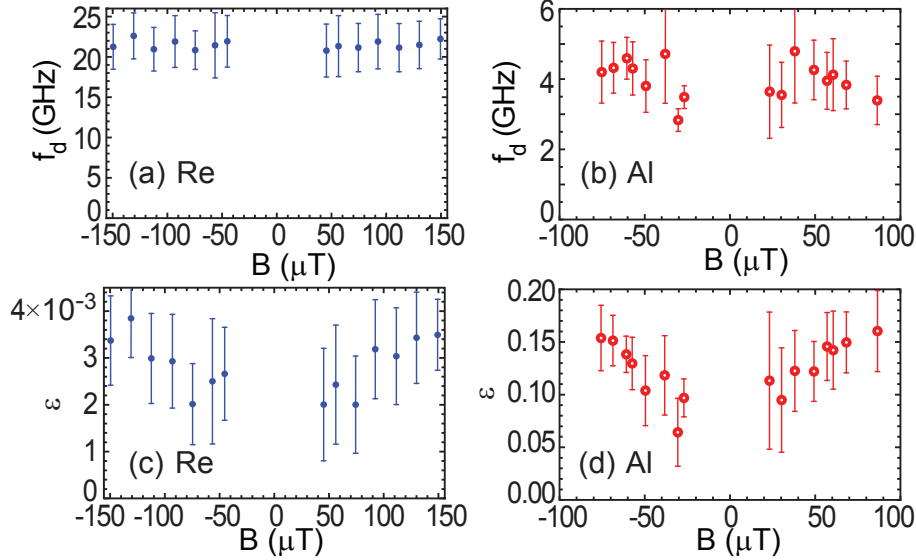 25
20
15
10
5
0
f_d (GHz)
(a) Re
-150 -100 -50 0 50 100 150
B (μT)
6
4
2
0
f_d (GHz)
(b) Al
-100 -50 0 50 100
B (μT)
4×10⁻³
3
2
1
0
ε
(c) Re
-150 -100 -50 0 50 100 150
B (μT)
0.20
0.15
0.10
0.05
0.00
ε
(d) Al
-100 -50 0 50 100
B (μT)